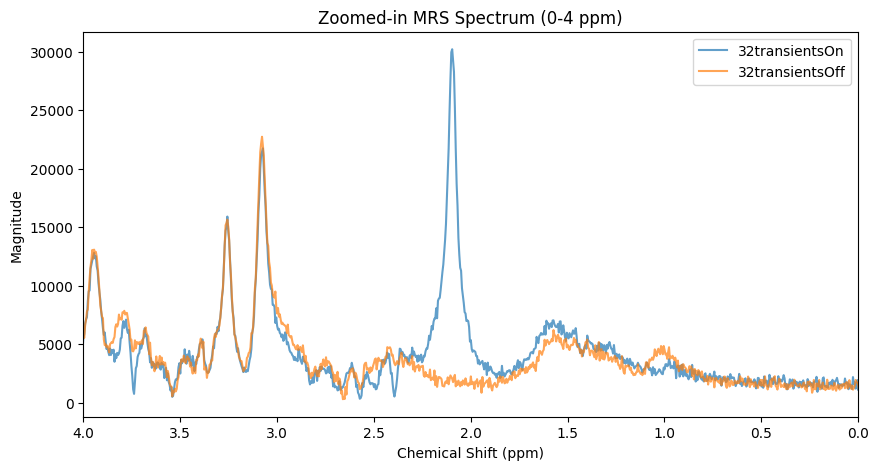 Zoomed-in MRS Spectrum (0-4 ppm)
32transientsOn
32transientsOff
Magnitude
30000
25000
20000
15000
10000
5000
0
4.0 3.5 3.0 2.5 2.0 1.5 1.0 0.5 0.0
Chemical Shift (ppm)